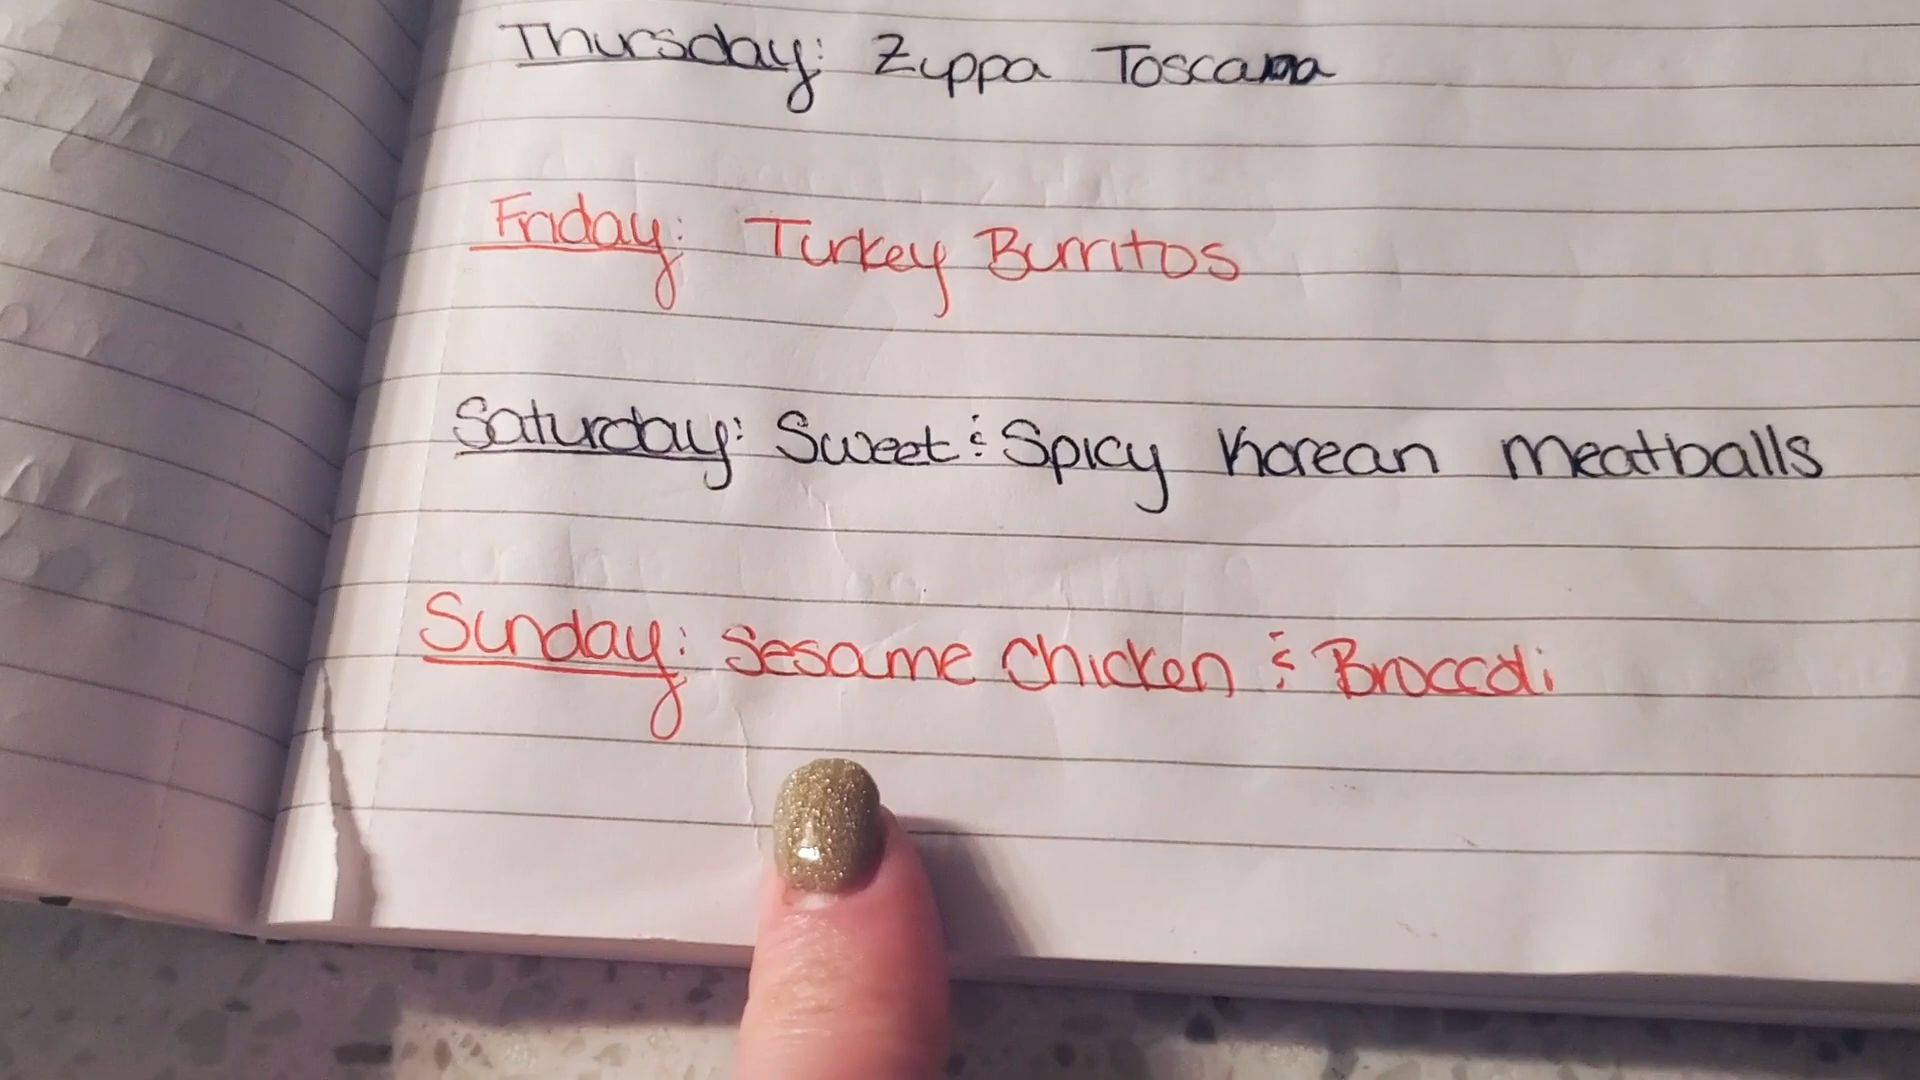 Thursday: Zuppa Toscana
Friday: Turkey Burritos
Saturday: Sweet & Spicy Korean Meatballs
Sunday: Sesame Chicken & Broccoli